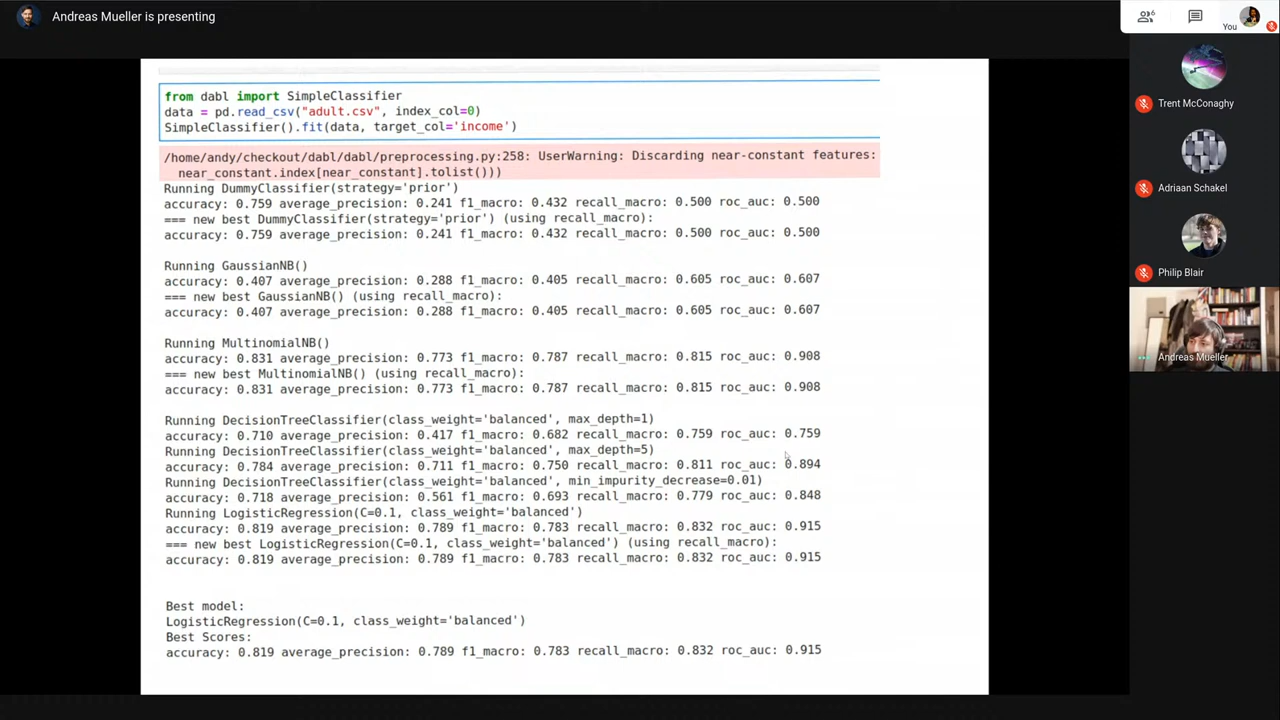 Andreas Mueller is presenting
6
You
from dabl import SimpleClassifier
data = pd.read_csv("adult.csv", index_col=0)
SimpleClassifier().fit(data, target_col='income')
/home/andy/checkout/dabl/dabl/preprocessing.py:258: UserWarning: Discarding near-constant features:
near_constant.index[near_constant].tolist()))
Running DummyClassifier(strategy='prior')
accuracy: 0.759 average_precision: 0.241 f1_macro: 0.432 recall_macro: 0.500 roc_auc: 0.500
=== new best DummyClassifier(strategy='prior') (using recall_macro):
accuracy: 0.759 average_precision: 0.241 f1_macro: 0.432 recall_macro: 0.500 roc_auc: 0.500
Running GaussianNB()
accuracy: 0.407 average_precision: 0.288 f1_macro: 0.405 recall_macro: 0.605 roc_auc: 0.607
=== new best GaussianNB() (using recall_macro):
accuracy: 0.407 average_precision: 0.288 f1_macro: 0.405 recall_macro: 0.605 roc_auc: 0.607
Running MultinomialNB()
accuracy: 0.831 average_precision: 0.773 f1_macro: 0.787 recall_macro: 0.815 roc_auc: 0.908
=== new best MultinomialNB() (using recall_macro):
accuracy: 0.831 average_precision: 0.773 f1_macro: 0.787 recall_macro: 0.815 roc_auc: 0.908
Running DecisionTreeClassifier(class_weight='balanced', max_depth=1)
accuracy: 0.710 average_precision: 0.417 f1_macro: 0.682 recall_macro: 0.759 roc_auc: 0.759
Running DecisionTreeClassifier(class_weight='balanced', max_depth=5)
accuracy: 0.784 average_precision: 0.711 f1_macro: 0.750 recall_macro: 0.811 roc_auc: 0.894
Running DecisionTreeClassifier(class_weight='balanced', min_impurity_decrease=0.01)
accuracy: 0.718 average_precision: 0.561 f1_macro: 0.693 recall_macro: 0.779 roc_auc: 0.848
Running LogisticRegression(C=0.1, class_weight='balanced')
accuracy: 0.819 average_precision: 0.789 f1_macro: 0.783 recall_macro: 0.832 roc_auc: 0.915
=== new best LogisticRegression(C=0.1, class_weight='balanced') (using recall_macro):
accuracy: 0.819 average_precision: 0.789 f1_macro: 0.783 recall_macro: 0.832 roc_auc: 0.915
Best model:
LogisticRegression(C=0.1, class_weight='balanced')
Best Scores:
accuracy: 0.819 average_precision: 0.789 f1_macro: 0.783 recall_macro: 0.832 roc_auc: 0.915
Trent McConaghy
Adriaan Schakel
Philip Blair
Andreas Mueller